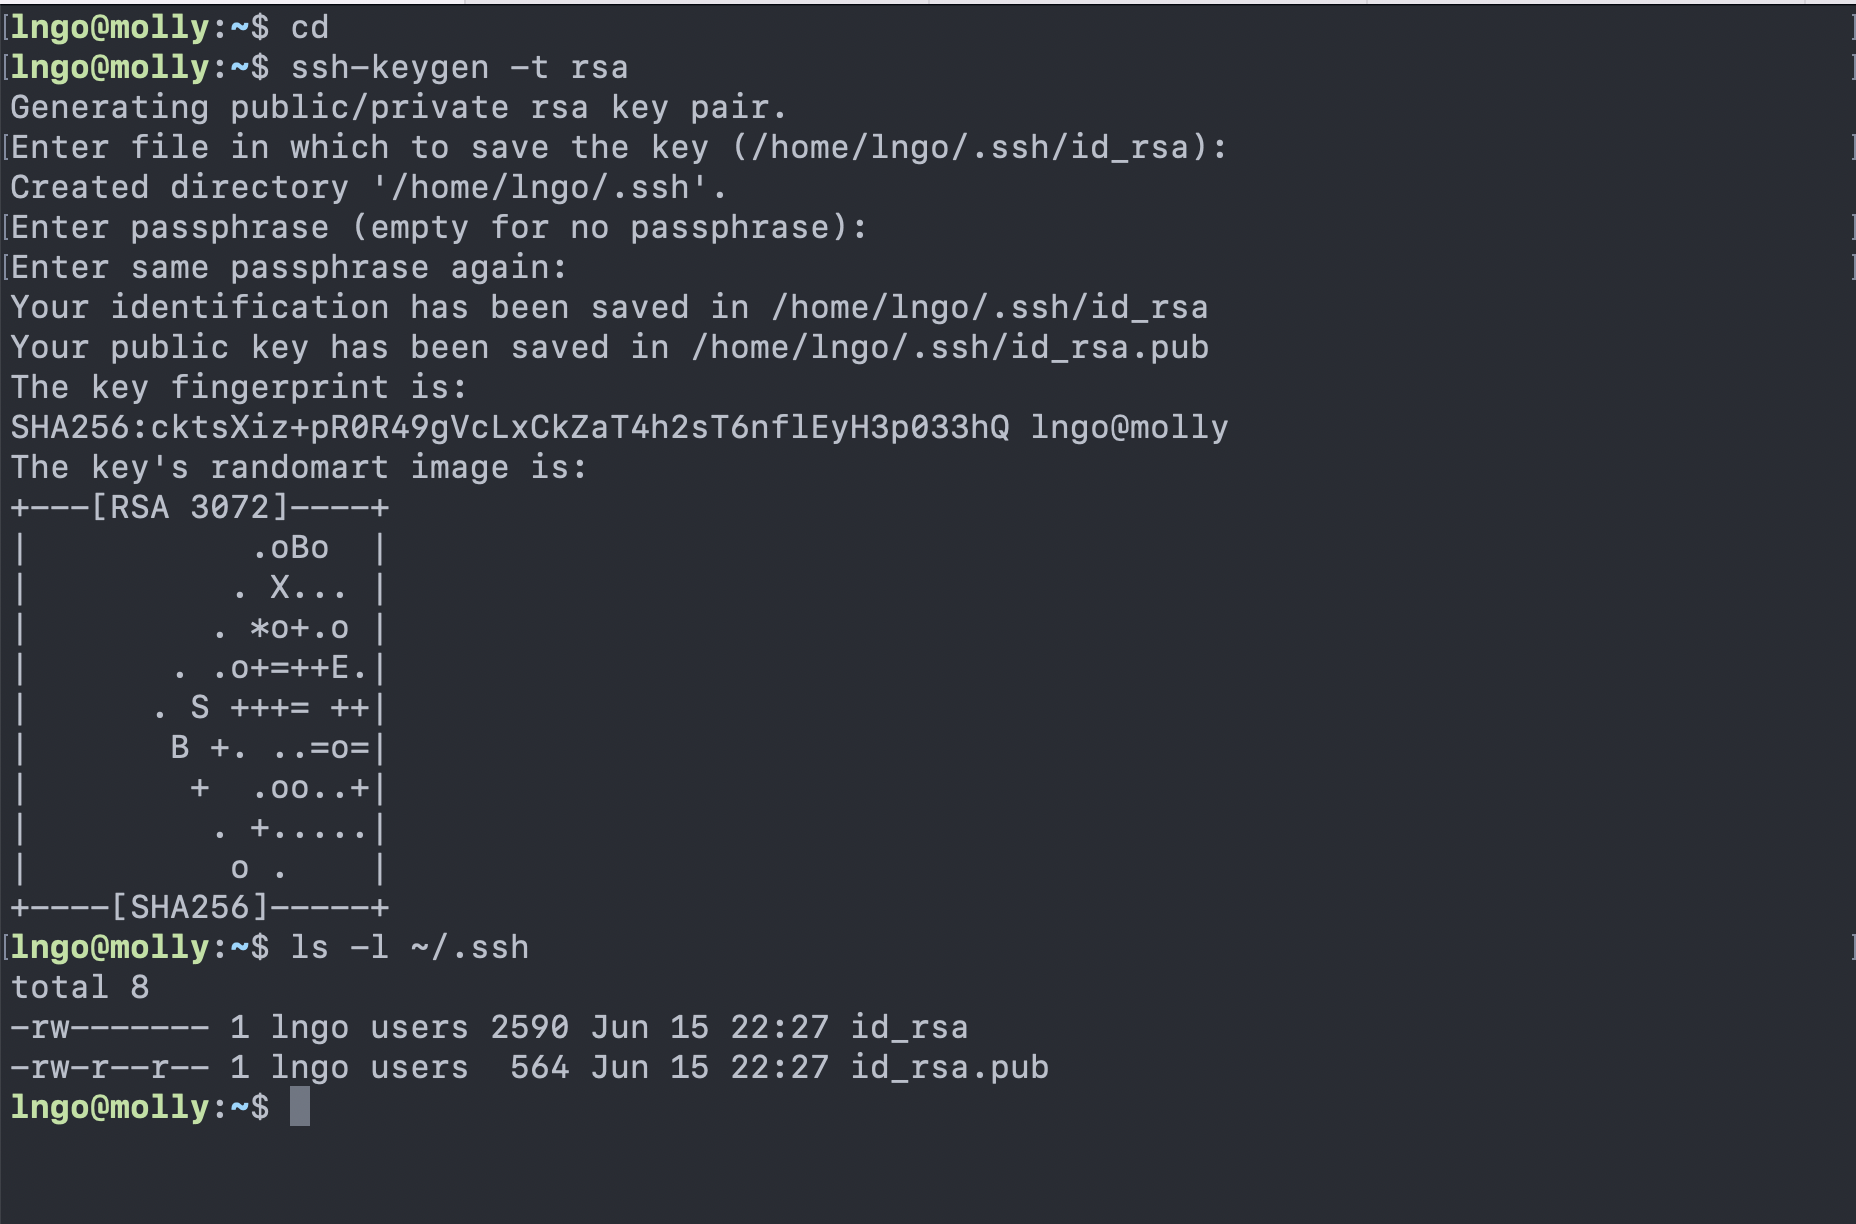 [lngo@molly:~$ cd ]
[lngo@molly:~$ ssh-keygen -t rsa ]
Generating public/private rsa key pair.
[Enter file in which to save the key (/home/lngo/.ssh/id_rsa): ]
Created directory '/home/lngo/.ssh'.
[Enter passphrase (empty for no passphrase): ]
[Enter same passphrase again: ]
Your identification has been saved in /home/lngo/.ssh/id_rsa
Your public key has been saved in /home/lngo/.ssh/id_rsa.pub
The key fingerprint is:
SHA256:cktsXiz+pR0R49gVcLxCkZaT4h2sT6nflEyH3p033hQ lngo@molly
The key's randomart image is:
+---[RSA 3072]----+
|           .oBo  |
|          . X... |
|         . *o+.o |
|       . .o+=++E.|
|      . S +++= ++|
|       B +. ..=o=|
|        +  .oo..+|
|         . +.....|
|          o .    |
+----[SHA256]-----+
[lngo@molly:~$ ls -l ~/.ssh ]
total 8
-rw------- 1 lngo users 2590 Jun 15 22:27 id_rsa
-rw-r--r-- 1 lngo users  564 Jun 15 22:27 id_rsa.pub
lngo@molly:~$